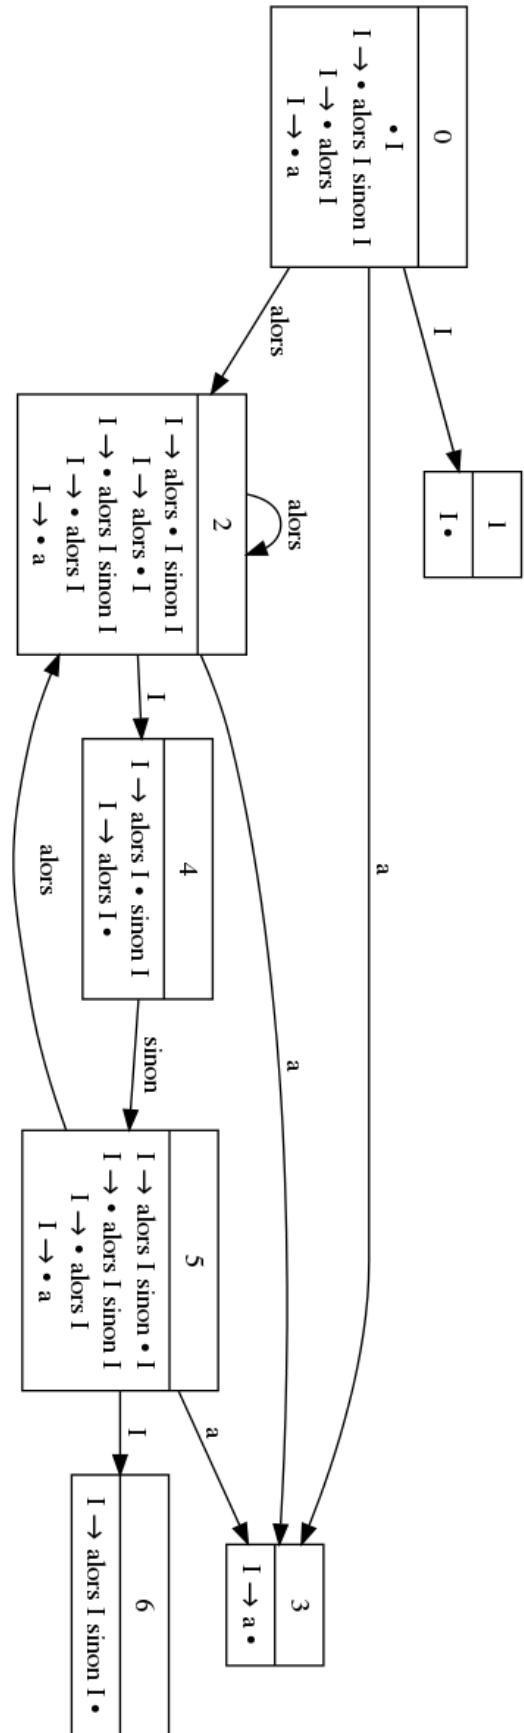 0
• I
I → • alors I sinon I
I → • alors I
I → • a
I
1
I •
a
alors
alors
2
I → alors • I sinon I
I → alors • I
I → • alors I sinon I
I → • alors I
I → • a
I
a
4
I → alors I • sinon I
I → alors I •
sinon
alors
5
I → alors I sinon • I
I → • alors I sinon I
I → • alors I
I → • a
a
I
3
I → a •
6
I → alors I sinon I •